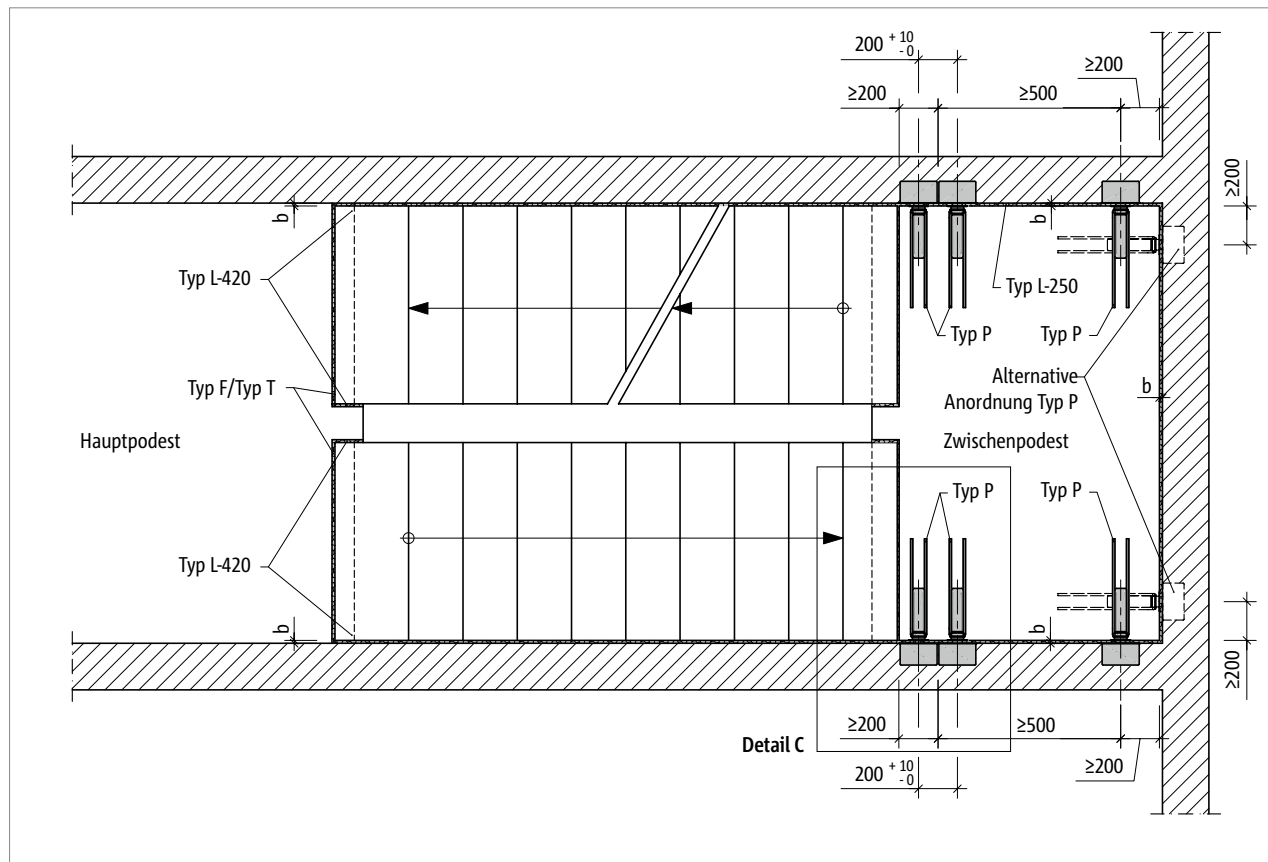 200 + 10 - 0
≥200
≥200
≥500
≥200
b
b
Typ L-420
Typ L-250
Typ P
Typ P
Typ F/Typ T
Alternative
Anordnung Typ P
b
Hauptpodest
Zwischenpodest
Typ P
Typ P
Typ L-420
b
b
≥200
≥200
≥500
Detail C
≥200
200 + 10 - 0